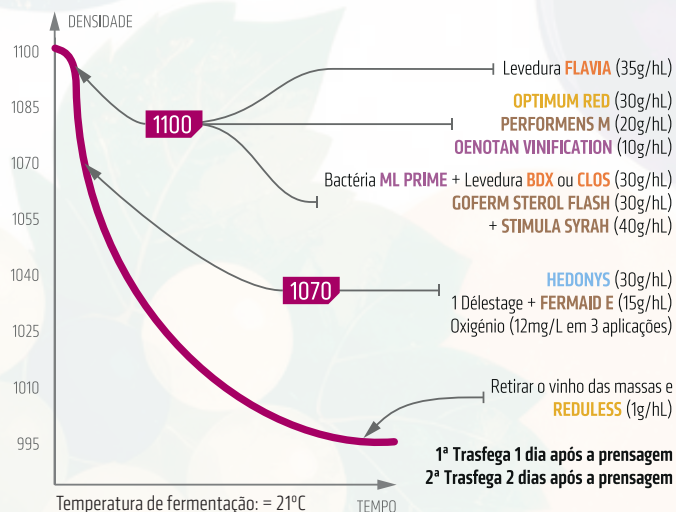 DENSIDADE
1100
1085
1070
1055
1040
1025
1010
995
1100
Levedura FLAVIA (35g/hL)
OPTIMUM RED (30g/hL)
PERFORMENS M (20g/hL)
OENOTAN VINIFICATION (10g/hL)
Bactéria ML PRIME + Levedura BDX ou CLOS (30g/hL)
GOFERM STEROL FLASH (30g/hL)
+ STIMULA SYRAH (40g/hL)
1070
HEDONYS (30g/hL)
1 Délestage + FERMAID E (15g/hL)
Oxigénio (12mg/L em 3 aplicações)
Retirar o vinho das massas e
REDULESS (1g/hL)
1ª Trasfega 1 dia após a prensagem
2ª Trasfega 2 dias após a prensagem
Temperatura de fermentação: = 21ºC
TEMPO